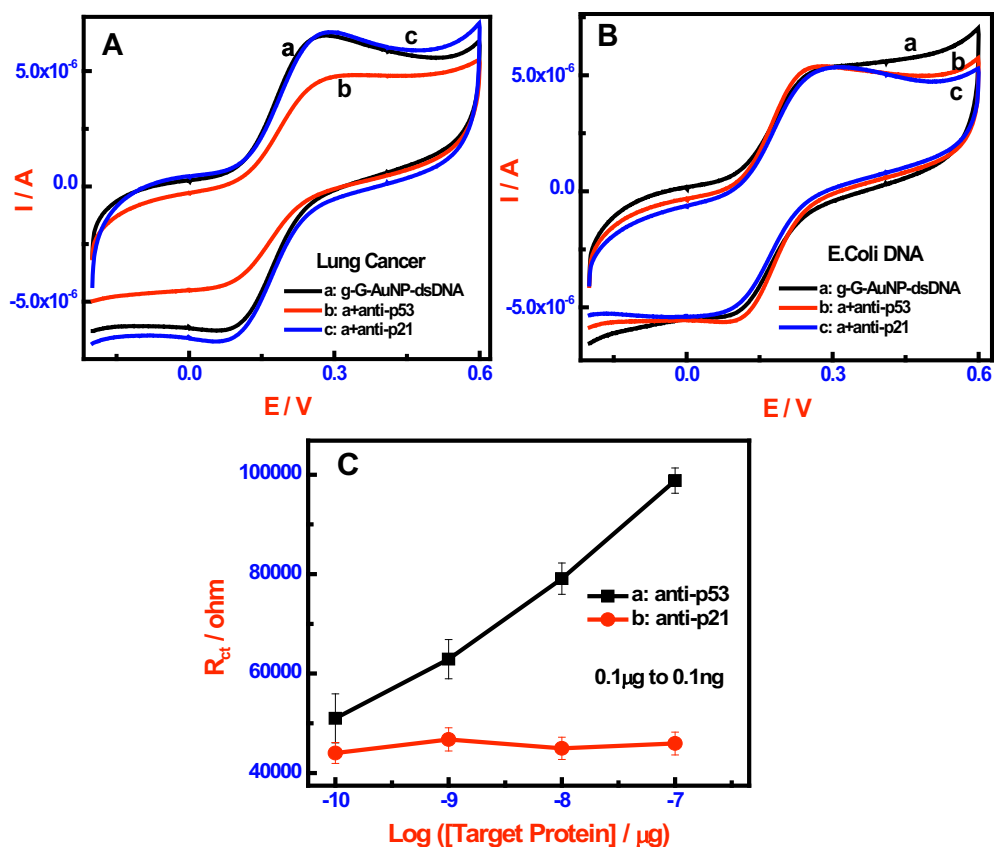 A
a
c
b
5.0x10⁻⁶
0.0
-5.0x10⁻⁶
I / A
Lung Cancer
a: g-G-AuNP-dsDNA
b: a+anti-p53
c: a+anti-p21
0.0
0.3
0.6
E / V
B
a
b
c
5.0x10⁻⁶
0.0
-5.0x10⁻⁶
I / A
E.Coli DNA
a: g-G-AuNP-dsDNA
b: a+anti-p53
c: a+anti-p21
0.0
0.3
0.6
E / V
C
100000
80000
60000
40000
R_ct / ohm
a: anti-p53
b: anti-p21
0.1μg to 0.1ng
-10
-9
-8
-7
Log ([Target Protein] / μg)